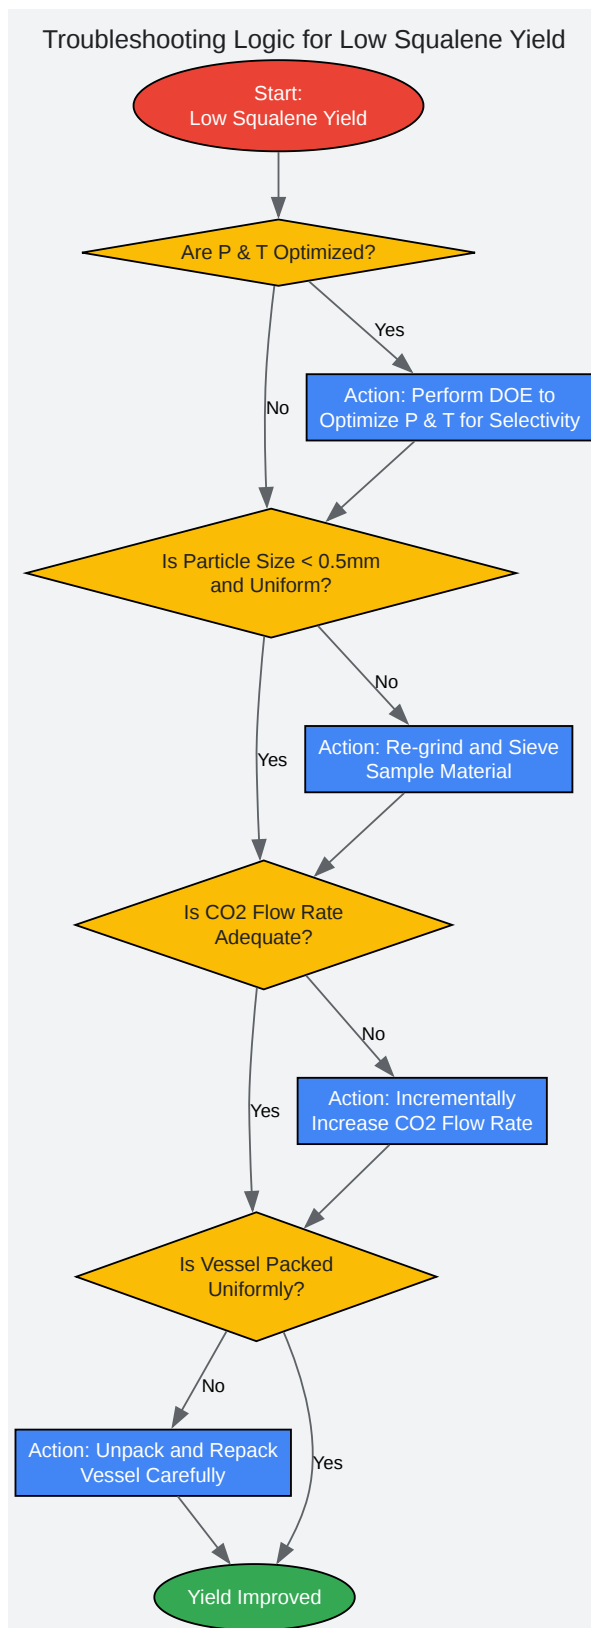 Troubleshooting Logic for Low Squalene Yield
Start:
Low Squalene Yield
Are P & T Optimized?
Yes
No
Action: Perform DOE to
Optimize P & T for Selectivity
Is Particle Size < 0.5mm
and Uniform?
No
Yes
Action: Re-grind and Sieve
Sample Material
Is CO2 Flow Rate
Adequate?
No
Yes
Action: Incrementally
Increase CO2 Flow Rate
Is Vessel Packed
Uniformly?
No
Yes
Action: Unpack and Repack
Vessel Carefully
Yield Improved